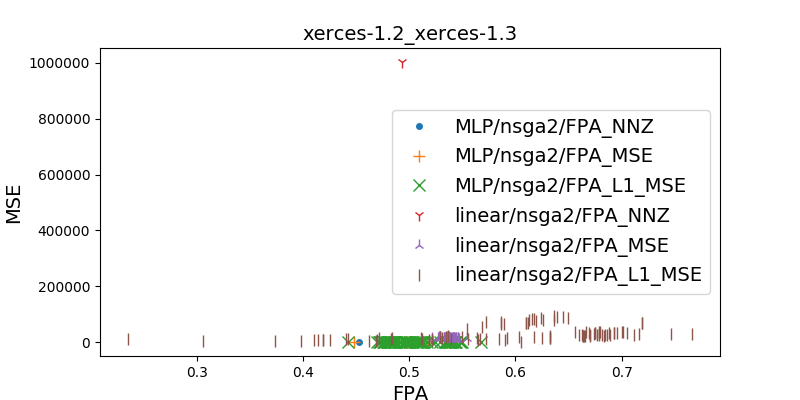 xerces-1.2_xerces-1.3
1000000
800000
600000
400000
200000
0
MSE
MLP/nsga2/FPA_NNZ
MLP/nsga2/FPA_MSE
MLP/nsga2/FPA_L1_MSE
linear/nsga2/FPA_NNZ
linear/nsga2/FPA_MSE
linear/nsga2/FPA_L1_MSE
0.3 0.4 0.5 0.6 0.7
FPA